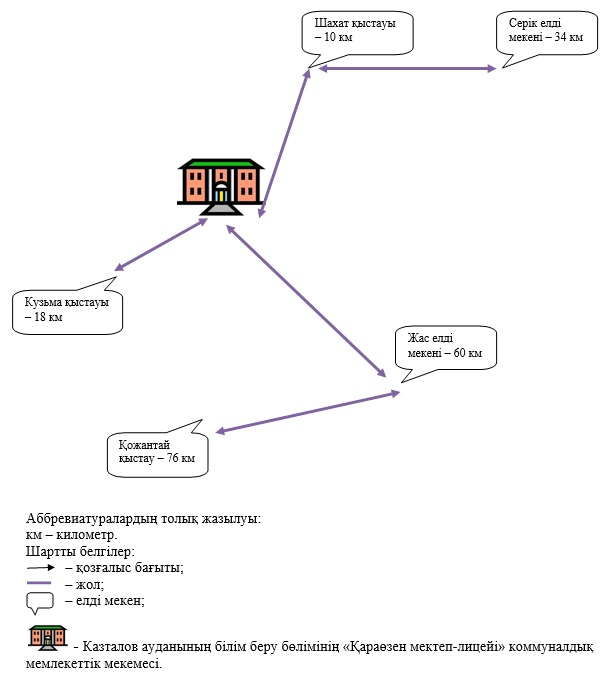 Шахат қыстауы
– 10 км
Серік елді
мекені – 34 км
Кузьма қыстауы
– 18 км
Жас елді
мекені – 60 км
Қожантай
қыстау – 76 км
Аббревиатуралардың толық жазылуы:
км – километр.
Шартты белгілер:
– қозғалыс бағыты;
– жол;
– елді мекен;
- Казталов ауданының білім беру бөлімінің «Қараөзен мектеп-лицейі» коммуналдық
мемлекеттік мекемесі.